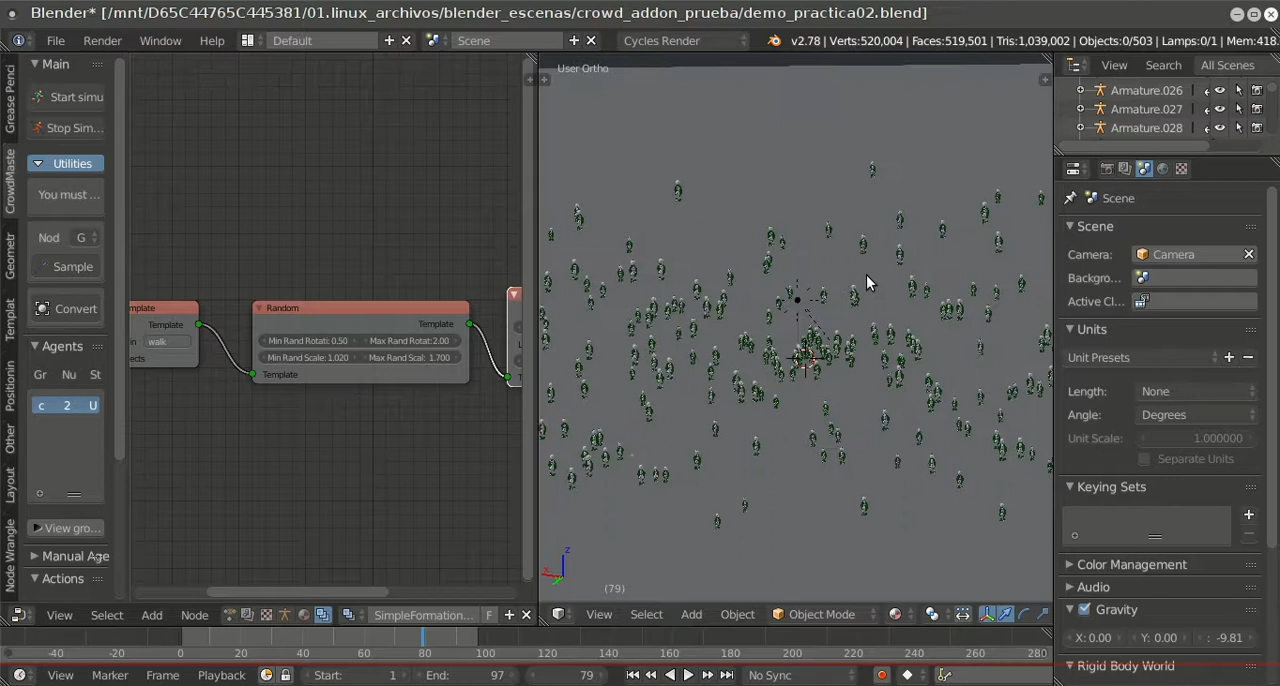 Blender* [/mnt/D65C44765C445381/01.linux_archivos/blender_escenas/crowd_addon_prueba/demo_practica02.blend]
File Render Window Help Default Scene Cycles Render v2.78 | Verts:520,004 | Faces:519,501 | Tris:1,039,002 | Objects:0/503 | Lamps:0/1 | Mem:418.
Grease Penci
CrowdMaste
Geometr
Templat
Positionin
Other
Layout
Node Wrangle
Main
Start simu
Stop Sim...
Utilities
You must ...
Nod G
Sample
Convert
Agents
Gr Nu St
c 2 U
View gro...
Manual Age
Actions
mplate
Template
in walk
ects
Random
Template
Min Rand Rotati: 0.50 Max Rand Rotat:2.00
Min Rand Scale: 1.020 Max Rand Scal: 1.700
Template
View Select Add Node SimpleFormation... F
User Ortho
z
(79)
View Select Add Object Object Mode
View Search All Scenes
Armature.026
Armature.027
Armature.028
Scene
Scene
Camera: Camera
Backgro...
Active Cl...
Units
Unit Presets
Length: None
Angle: Degrees
Unit Scale: 1.000000
Separate Units
Keying Sets
Color Management
Audio
Gravity
X: 0.00 Y: 0.00 : -9.81
Rigid Body World
-40 -20 0 20 40 60 80 100 120 140 160 180 200 220 240 260 280
View Marker Frame Playback Start: 1 End: 97 79 No Sync